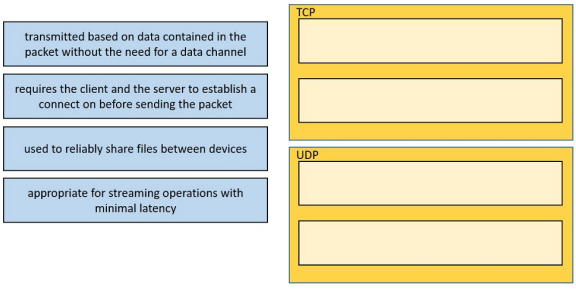 transmitted based on data contained in the
packet without the need for a data channel
requires the client and the server to establish a
connect on before sending the packet
used to reliably share files between devices
appropriate for streaming operations with
minimal latency
TCP
UDP